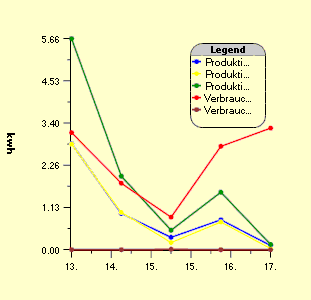 5.66
Legend
Produkti...
Produkti...
Produkti...
Verbrauc...
Verbrauc...
4.53
3.40
kwh
2.26
1.13
0.00
13. 14. 15. 15. 16. 17.